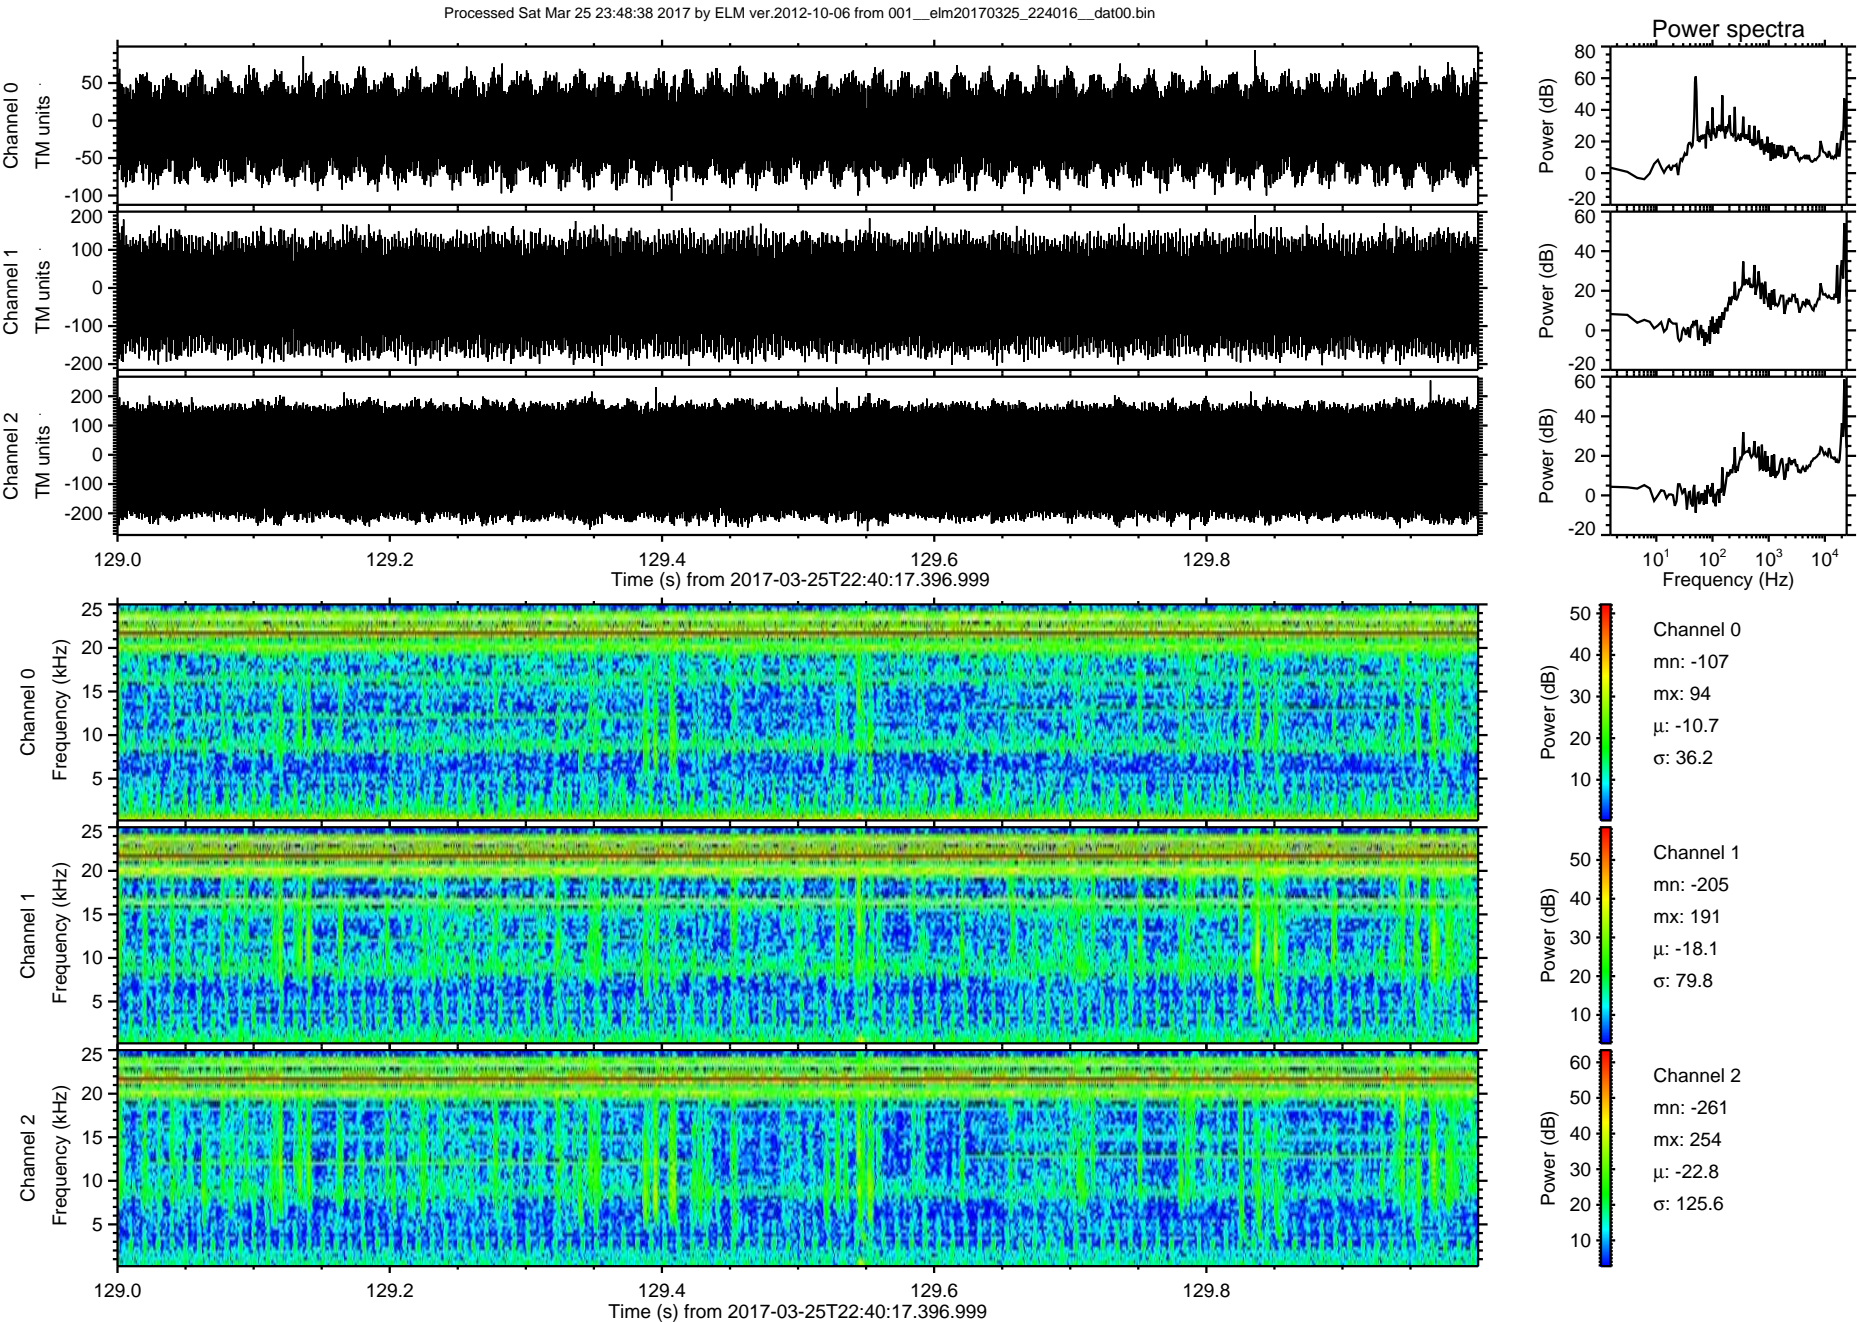 Processed Sat Mar 25 23:48:38 2017 by ELM ver.2012-10-06 from 001__elm20170325_224016__dat00.bin
Power spectra
Channel 0
TM units
50
0
-50
-100
Power (dB)
80
60
40
20
0
-20
Channel 1
TM units
200
100
0
-100
-200
Power (dB)
60
40
20
0
-20
Channel 2
TM units
200
100
0
-100
-200
Power (dB)
60
40
20
0
-20
129.0 129.2 129.4 129.6 129.8
Time (s) from 2017-03-25T22:40:17.396.999
10¹ 10² 10³ 10⁴
Frequency (Hz)
Channel 0
Frequency (kHz)
25
20
15
10
5
Power (dB)
50
40
30
20
10
Channel 0
mn: -107
mx: 94
μ: -10.7
σ: 36.2
Channel 1
Frequency (kHz)
25
20
15
10
5
Power (dB)
50
40
30
20
10
Channel 1
mn: -205
mx: 191
μ: -18.1
σ: 79.8
Channel 2
Frequency (kHz)
25
20
15
10
5
Power (dB)
60
50
40
30
20
10
Channel 2
mn: -261
mx: 254
μ: -22.8
σ: 125.6
129.0 129.2 129.4 129.6 129.8
Time (s) from 2017-03-25T22:40:17.396.999